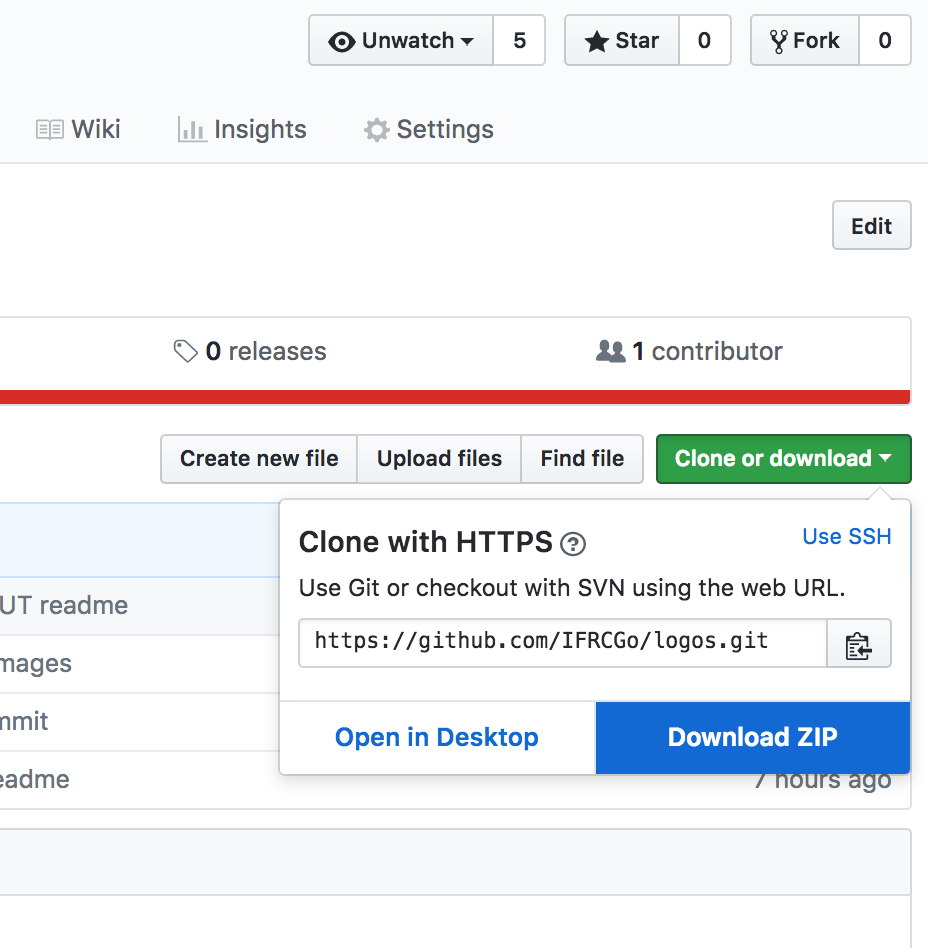 Unwatch 5 Star 0 Fork 0
Wiki Insights Settings
Edit
0 releases 1 contributor
Create new file Upload files Find file Clone or download
Clone with HTTPS ? Use SSH
Use Git or checkout with SVN using the web URL.
UT readme
https://github.com/IFRCGo/logos.git
mages
mmit
Open in Desktop Download ZIP
eadme 7 hours ago